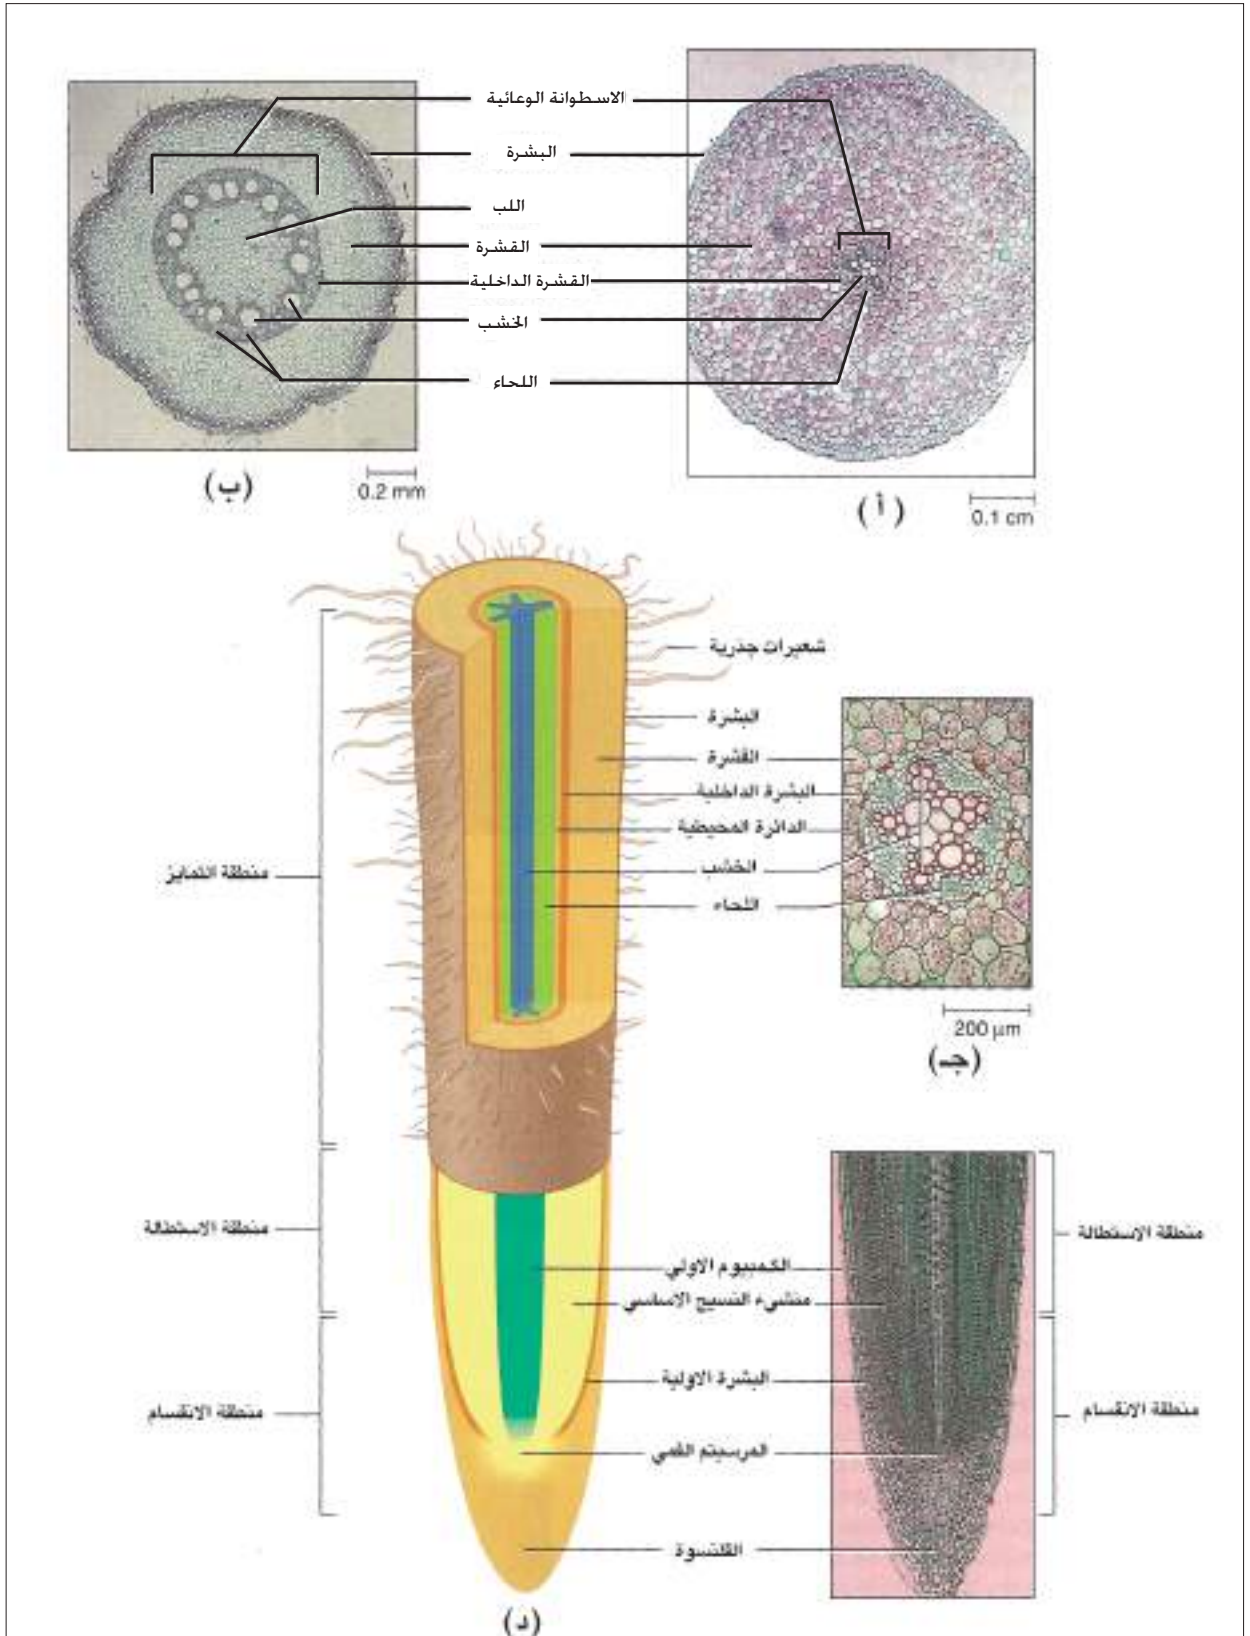 الاسطوانة الوعائية
البشرة
اللب
القشرة
القشرة الداخلية
الخشب
اللحاء
(أ)
0.1 cm
(ب)
0.2 mm
شعيرات جذرية
البشرة
القشرة
البشرة الداخلية
الدائرة المحيطية
الخشب
اللحاء
منطقة التمايز
200 µm
(جـ)
منطقة الاستطالة
منطقة الاستطالة
الكمبيوم الاولي
منشيء النسيج الاساسي
البشرة الاولية
منطقة الانقسام
منطقة الانقسام
المرسيتم القمي
القلنسوة
(د)